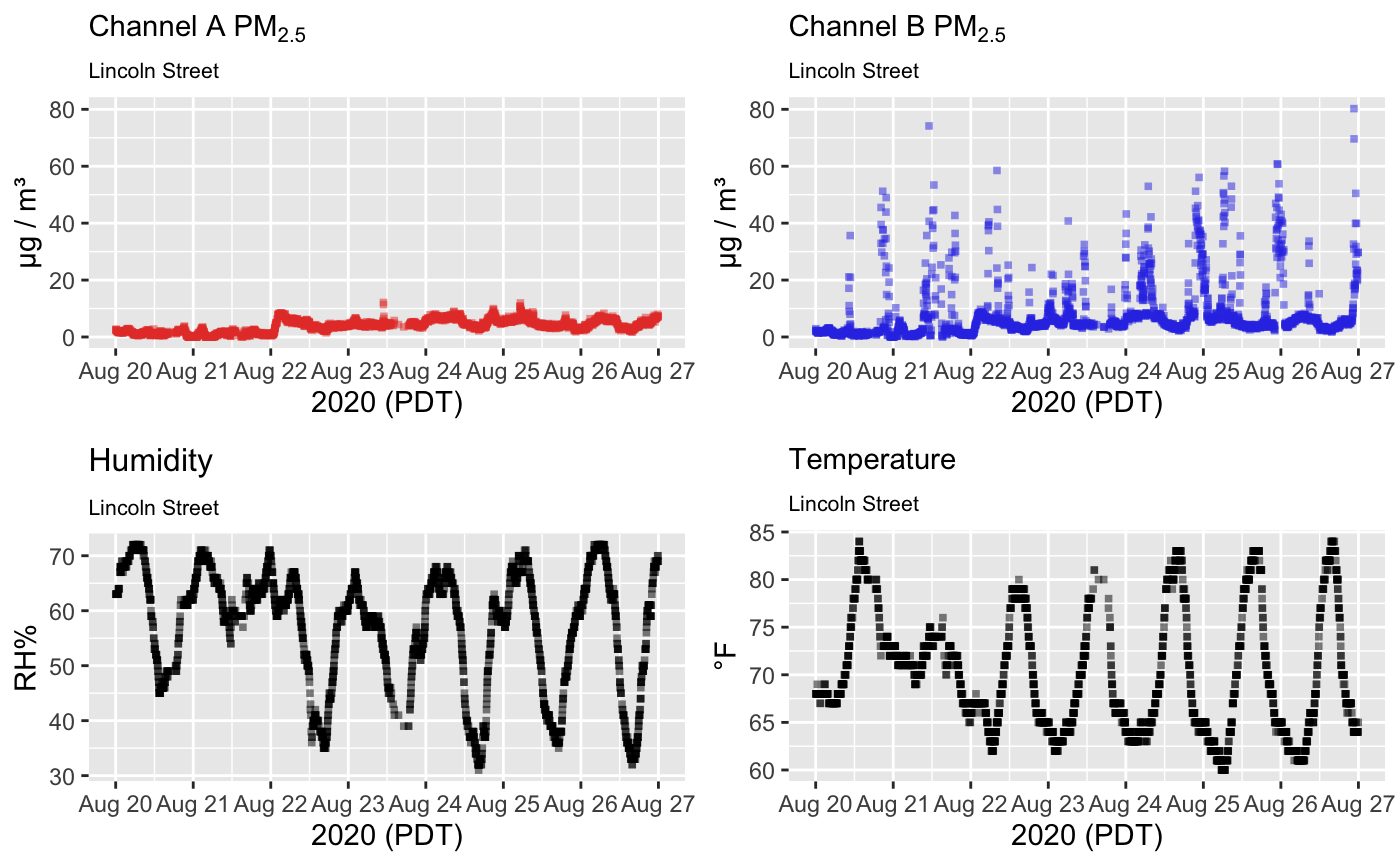 Channel A PM2.5
Lincoln Street
80
60
40
20
0
µg / m³
Aug 20 Aug 21 Aug 22 Aug 23 Aug 24 Aug 25 Aug 26 Aug 27
2020 (PDT)
Channel B PM2.5
Lincoln Street
80
60
40
20
0
µg / m³
Aug 20 Aug 21 Aug 22 Aug 23 Aug 24 Aug 25 Aug 26 Aug 27
2020 (PDT)
Humidity
Lincoln Street
70
60
50
40
30
RH%
Aug 20 Aug 21 Aug 22 Aug 23 Aug 24 Aug 25 Aug 26 Aug 27
2020 (PDT)
Temperature
Lincoln Street
85
80
75
70
65
60
°F
Aug 20 Aug 21 Aug 22 Aug 23 Aug 24 Aug 25 Aug 26 Aug 27
2020 (PDT)